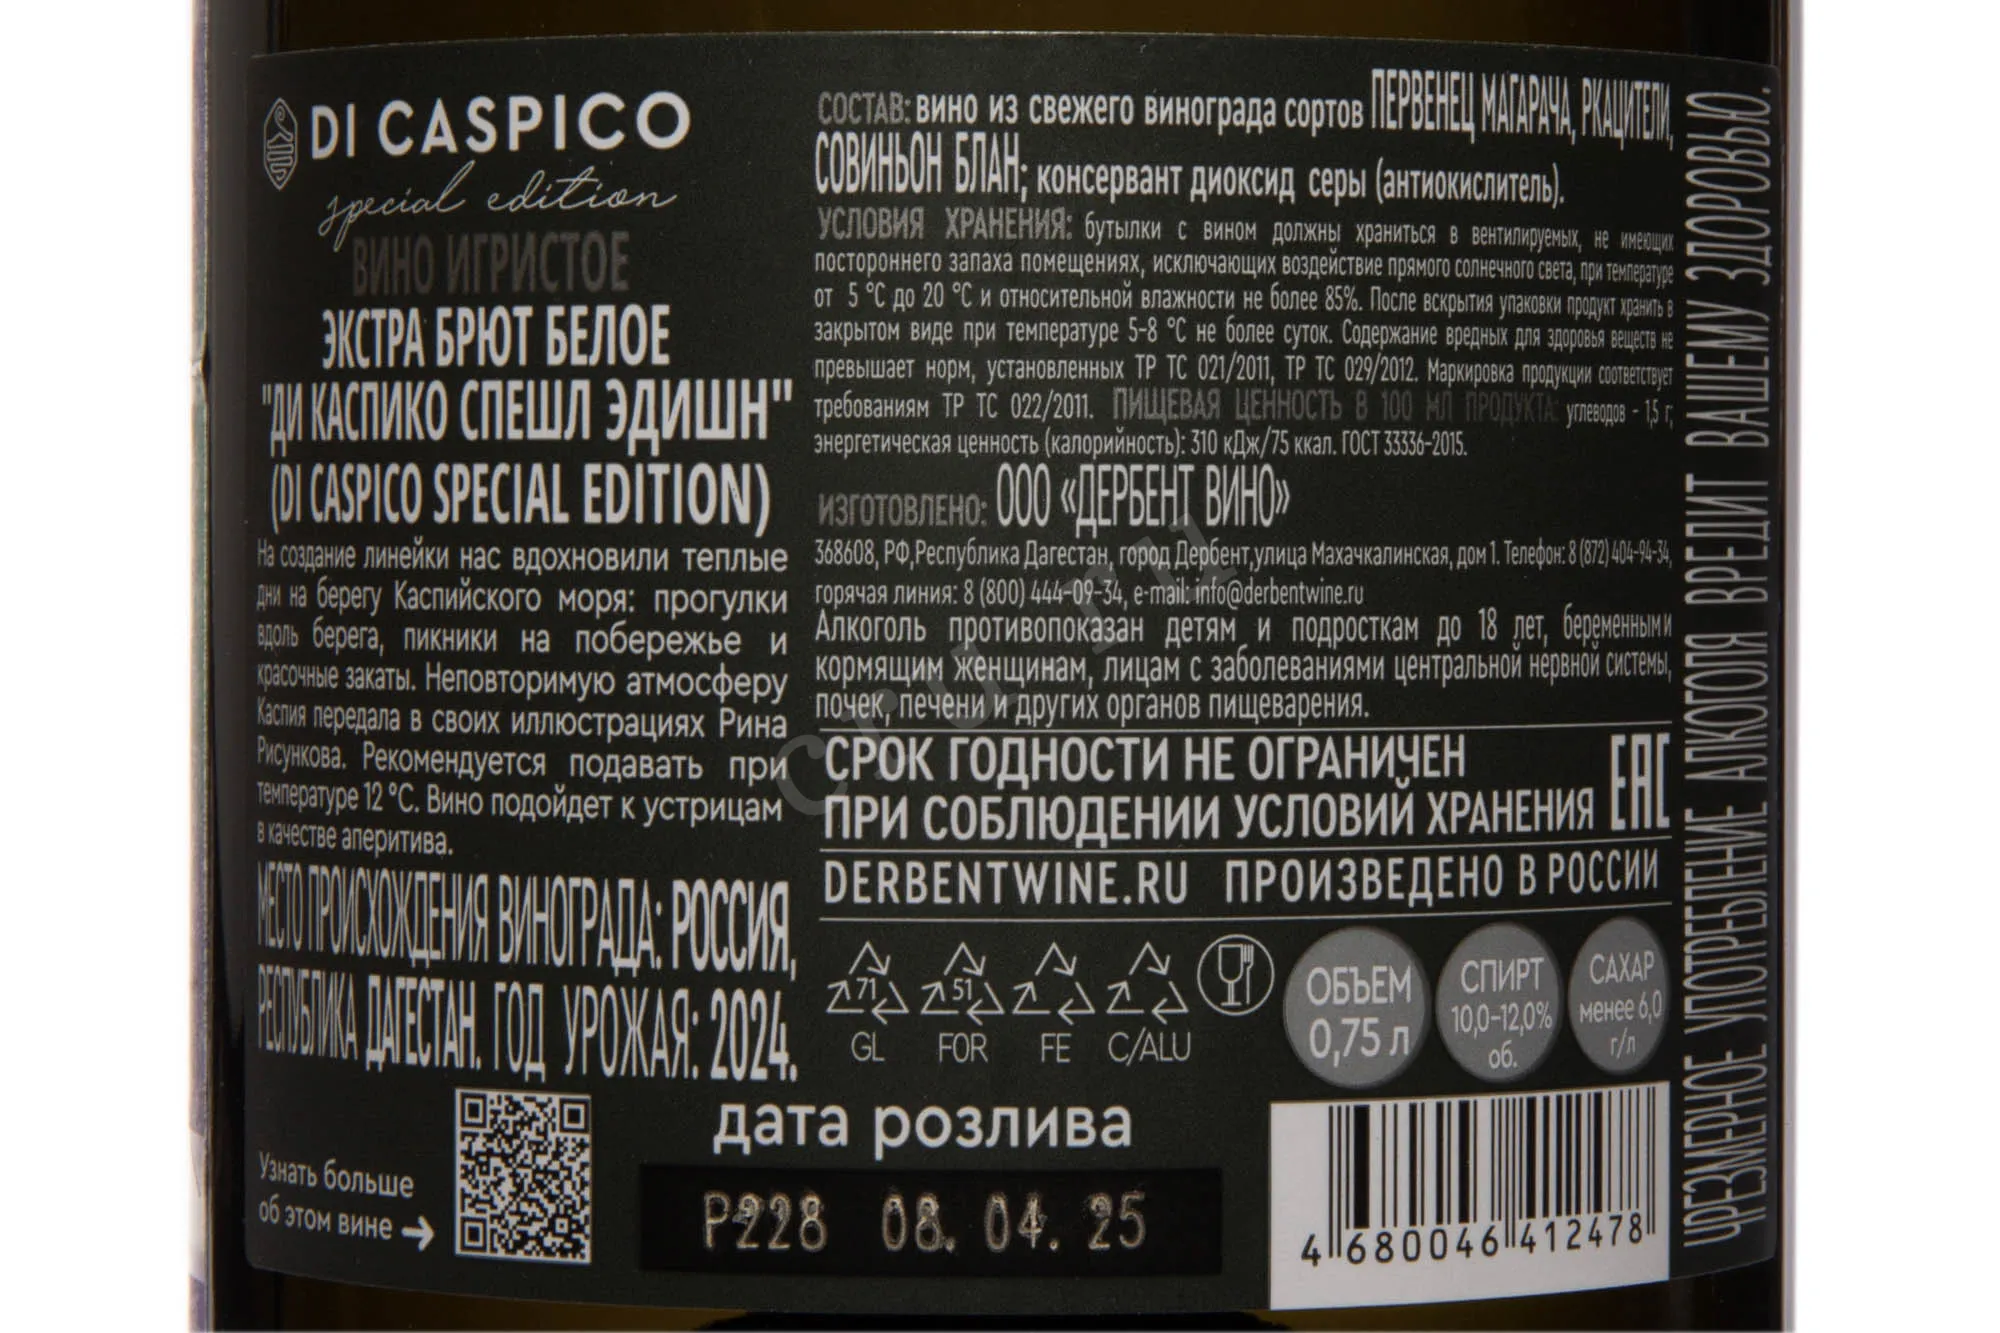 DI CASPICO
special edition
ВИНО ИГРИСТОЕ
ЭКСТРА БРЮТ БЕЛОЕ
"ДИ КАСПИКО СПЕШЛ ЭДИШН"
(DI CASPICO SPECIAL EDITION)
На создание линейки нас вдохновили теплые
дни на берегу Каспийского моря: прогулки
вдоль берега, пикники на побережье и
красочные закаты. Неповторимую атмосферу
Каспия передала в своих иллюстрациях Рина
Рисункова. Рекомендуется подавать при
температуре 12 °C. Вино подойдет к устрицам
в качестве аперитива.
МЕСТО ПРОИСХОЖДЕНИЯ ВИНОГРАДА: РОССИЯ,
РЕСПУБЛИКА ДАГЕСТАН. ГОД УРОЖАЯ: 2024.
Узнать больше
об этом вине →
СОСТАВ: вино из свежего винограда сортов ПЕРВЕНЕЦ МАГАРАЧА, РКАЦИТЕЛИ,
СОВИНЬОН БЛАН; консервант диоксид серы (антиокислитель).
УСЛОВИЯ ХРАНЕНИЯ: бутылки с вином должны храниться в вентилируемых, не имеющих
постороннего запаха помещениях, исключающих воздействие прямого солнечного света, при температуре
от 5 °C до 20 °C и относительной влажности не более 85%. После вскрытия упаковки продукт хранить в
закрытом виде при температуре 5-8 °C не более суток. Содержание вредных для здоровья веществ не
превышает норм, установленных ТР ТС 021/2011, ТР ТС 029/2012. Маркировка продукции соответствует
требованиям ТР ТС 022/2011. ПИЩЕВАЯ ЦЕННОСТЬ В 100 МЛ ПРОДУКТА: углеводов - 1,5 г,
энергетическая ценность (калорийность): 310 кДж/75 ккал. ГОСТ 33336-2015.
ИЗГОТОВЛЕНО: ООО «ДЕРБЕНТ ВИНО»
368608, РФ,Республика Дагестан, город Дербент,улица Махачкалинская, дом 1. Телефон: 8 (872) 404-94-34,
горячая линия: 8 (800) 444-09-34, e-mail: info@derbentwine.ru
Алкоголь противопоказан детям и подросткам до 18 лет, беременным и
кормящим женщинам, лицам с заболеваниями центральной нервной системы,
почек, печени и других органов пищеварения.
СРОК ГОДНОСТИ НЕ ОГРАНИЧЕН
ПРИ СОБЛЮДЕНИИ УСЛОВИЙ ХРАНЕНИЯ
EAC
DERBENTWINE.RU ПРОИЗВЕДЕНО В РОССИИ
71 51
GL FOR FE C/ALU
ОБЪЕМ
0,75 л
СПИРТ
10,0-12,0%
об.
САХАР
менее 6,0
г/л
дата розлива
Р228 08.04.25
4 680046 412478
ЧРЕЗМЕРНОЕ УПОТРЕБЛЕНИЕ АЛКОГОЛЯ ВРЕДИТ ВАШЕМУ ЗДОРОВЬЮ.
cru.ru